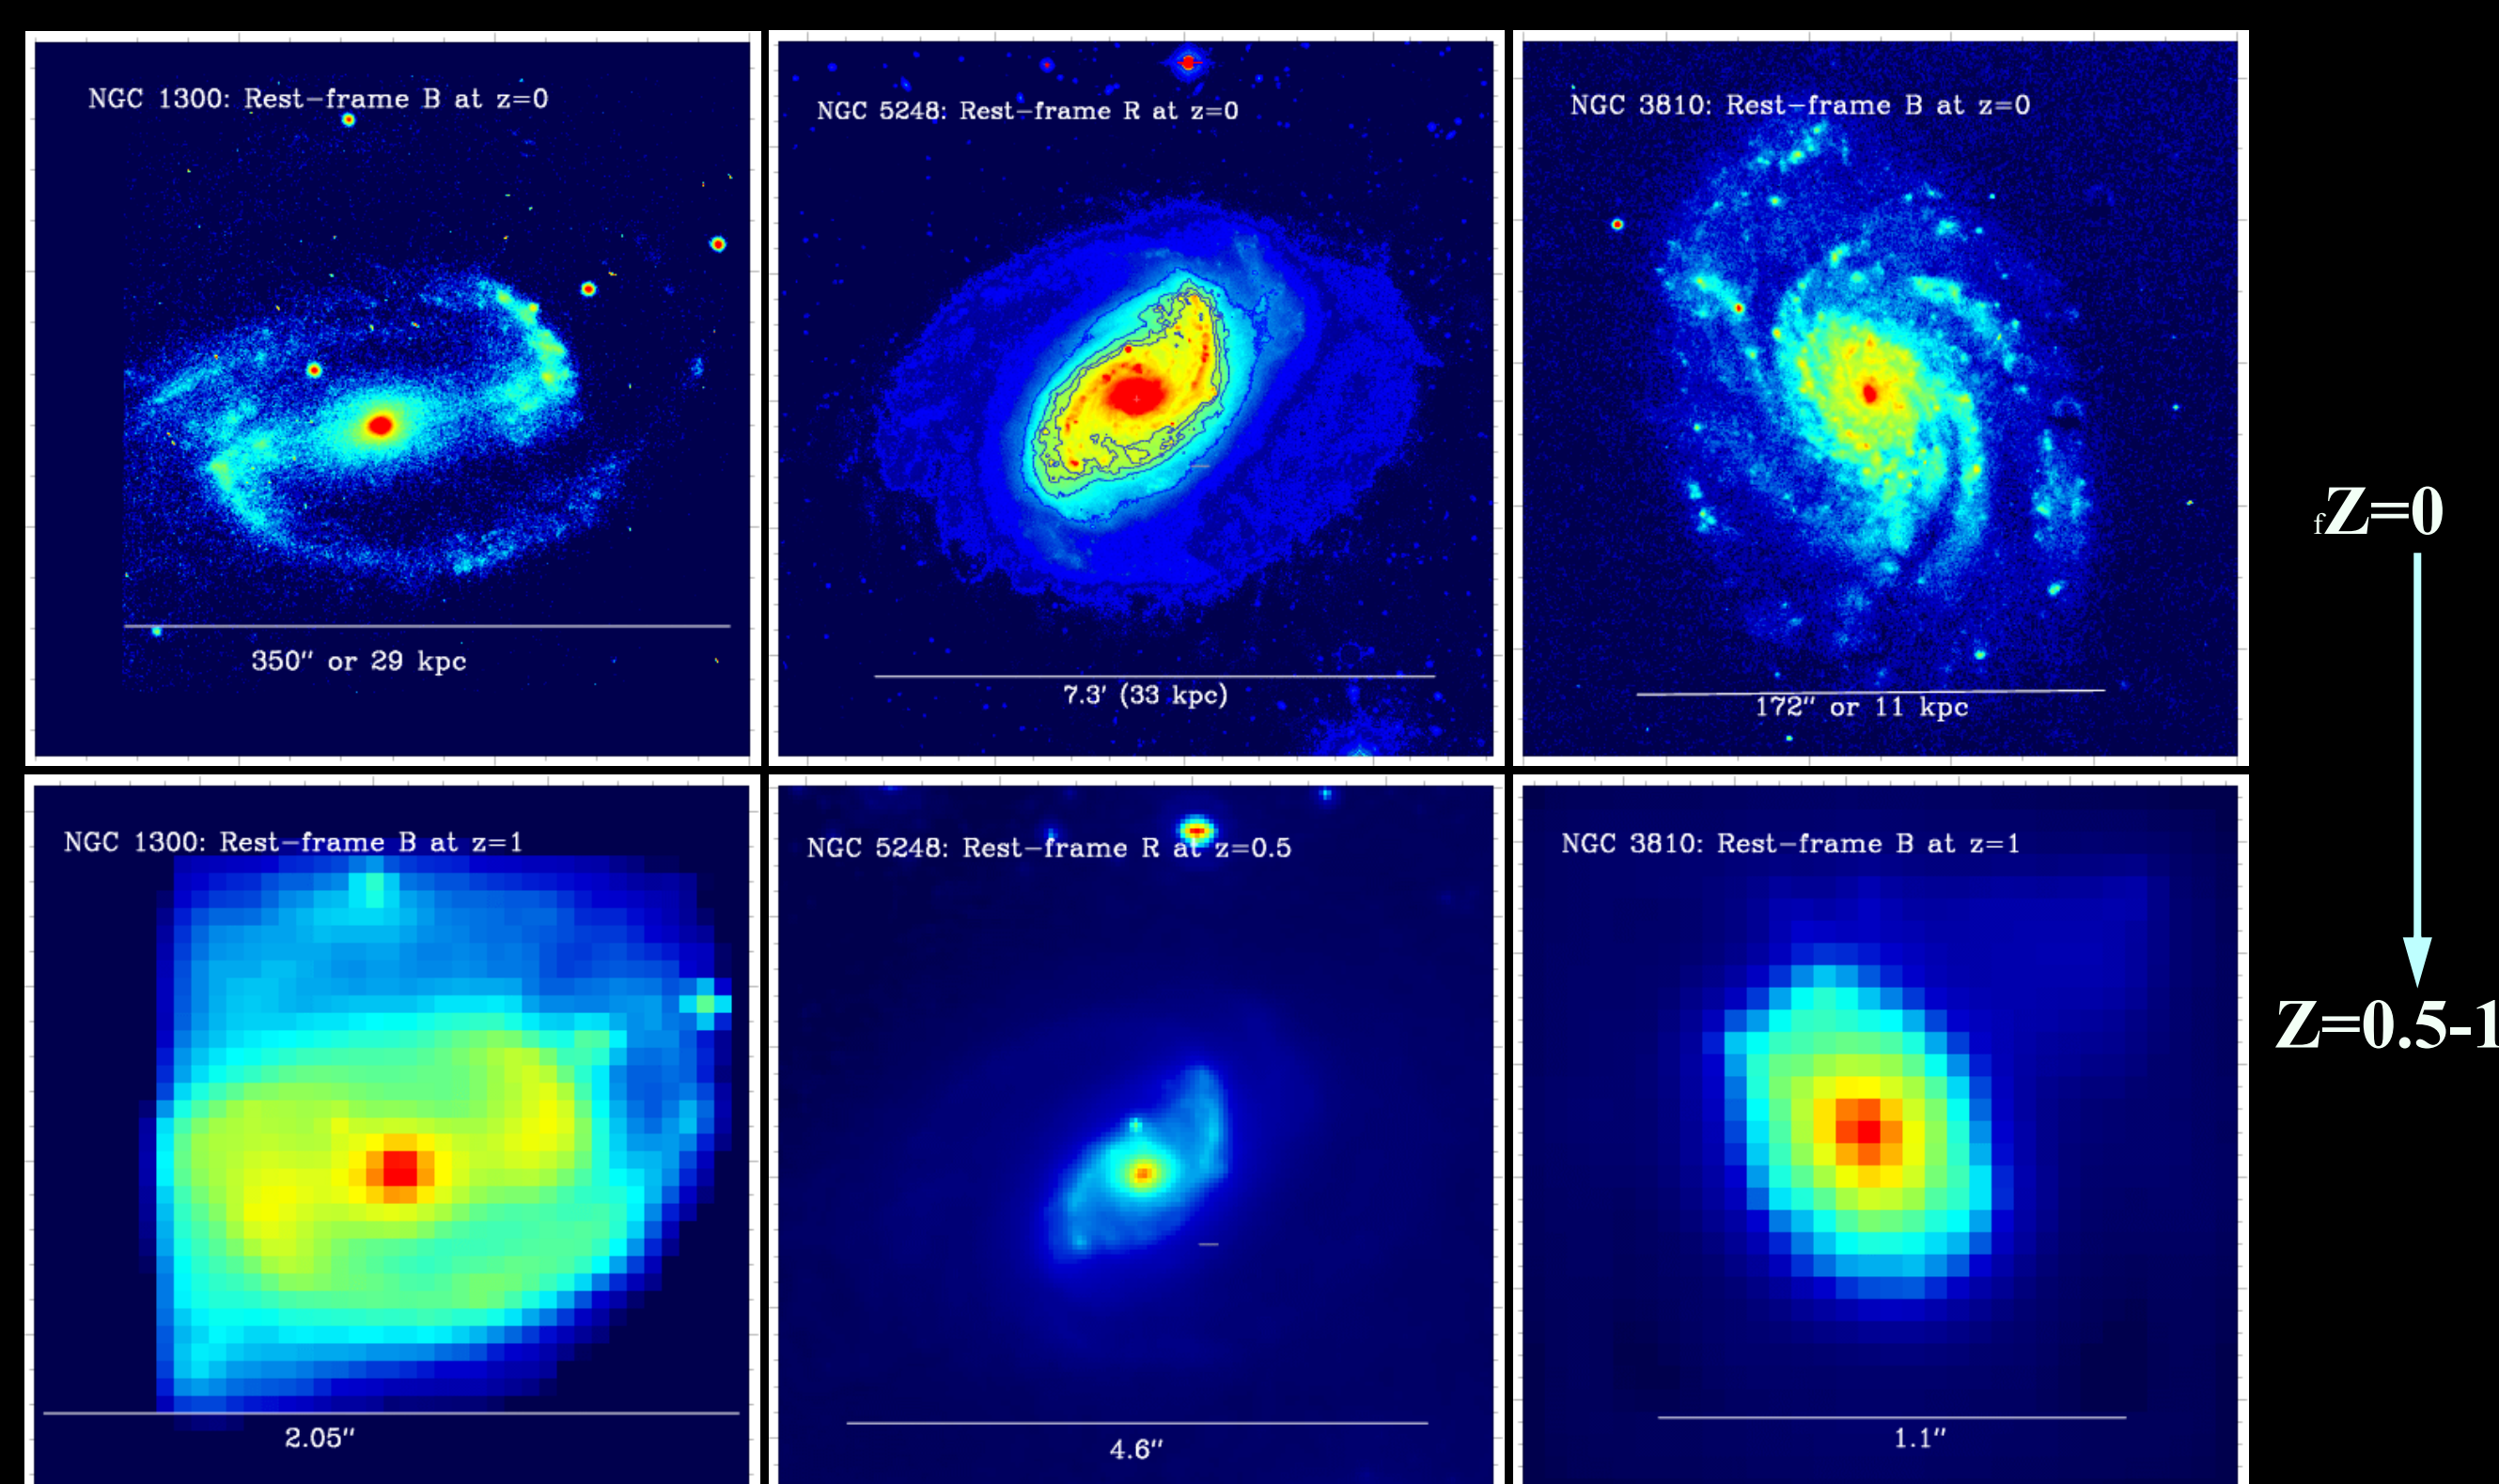 NGC 1300: Rest-frame B at z=0
NGC 5248: Rest-frame R at z=0
NGC 3810: Rest-frame B at z=0
350" or 29 kpc
7.3' (33 kpc)
172" or 11 kpc
fZ=0
Z=0.5-1
NGC 1300: Rest-frame B at z=1
NGC 5248: Rest-frame R at z=0.5
NGC 3810: Rest-frame B at z=1
2.05"
4.6"
1.1"